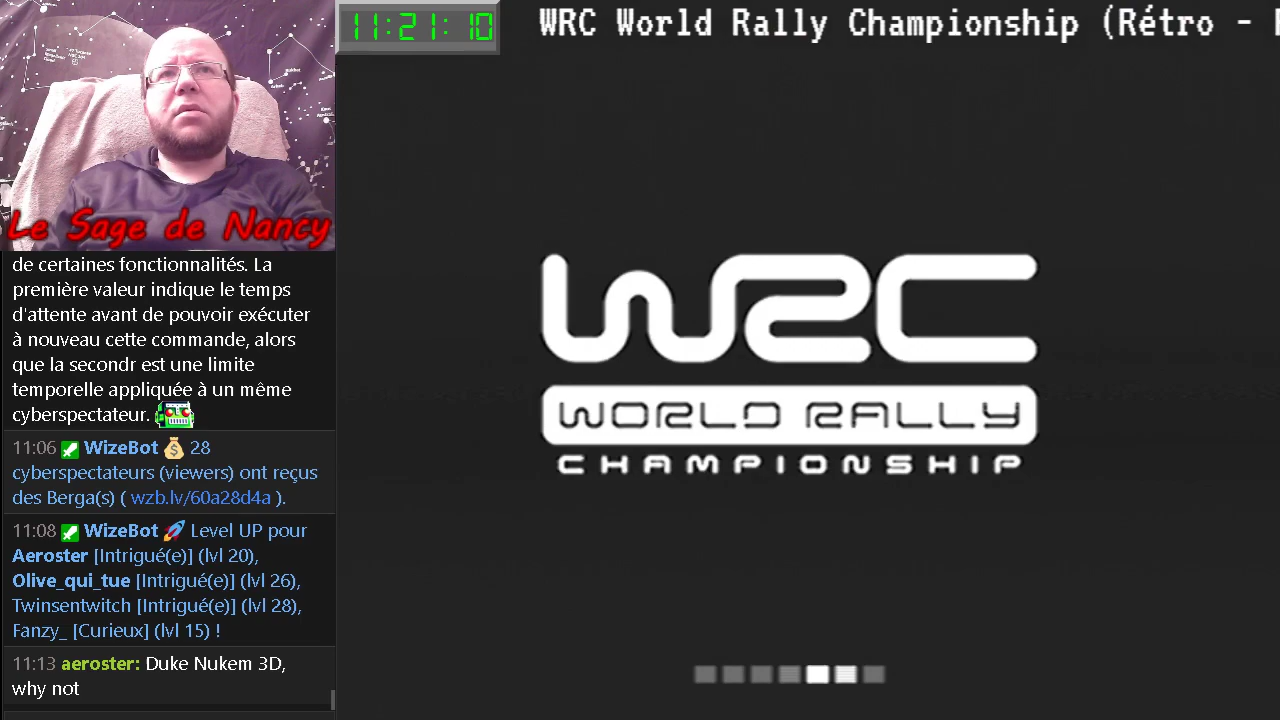 11:21:10
WRC World Rally Championship (Rétro -
Le Sage de Nancy
de certaines fonctionnalités. La
première valeur indique le temps
d'attente avant de pouvoir exécuter
à nouveau cette commande, alors
que la secondr est une limite
temporelle appliquée à un même
cyberspectateur.
11:06 WizeBot 28
cyberspectateurs (viewers) ont reçus
des Berga(s) ( wzb.lv/60a28d4a ).
11:08 WizeBot Level UP pour
Aeroster [Intrigué(e)] (lvl 20),
Olive_qui_tue [Intrigué(e)] (lvl 26),
Twinsentwitch [Intrigué(e)] (lvl 28),
Fanzy_ [Curieux] (lvl 15) !
11:13 aeroster: Duke Nukem 3D,
why not
WRC
WORLD RALLY
CHAMPIONSHIP